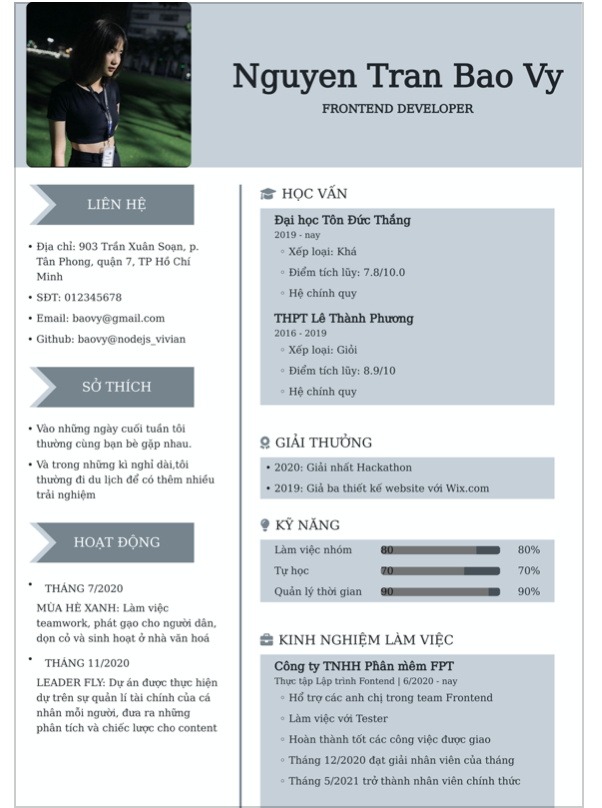 Nguyen Tran Bao Vy
FRONTEND DEVELOPER
LIÊN HỆ
• Địa chỉ: 903 Trần Xuân Soạn, p.
Tân Phong, quận 7, TP Hồ Chí
Minh
• SĐT: 012345678
• Email: baovy@gmail.com
• Github: baovy@nodejs_vivian
SỞ THÍCH
• Vào những ngày cuối tuần tôi
thường cùng bạn bè gặp nhau.
• Và trong những kì nghỉ dài,tôi
thường đi du lịch để có thêm nhiều
trải nghiệm
HOẠT ĐỘNG
• THÁNG 7/2020
MÙA HÈ XANH: Làm việc
teamwork, phát gạo cho người dân,
dọn cỏ và sinh hoạt ở nhà văn hoá
• THÁNG 11/2020
LEADER FLY: Dự án được thực hiện
dự trên sự quản lí tài chính của cá
nhân mỗi người, đưa ra những
phân tích và chiếc lược cho content
HỌC VẤN
Đại học Tôn Đức Thắng
2019 - nay
◦ Xếp loại: Khá
◦ Điểm tích lũy: 7.8/10.0
◦ Hệ chính quy
THPT Lê Thành Phương
2016 - 2019
◦ Xếp loại: Giỏi
◦ Điểm tích lũy: 8.9/10
◦ Hệ chính quy
GIẢI THƯỞNG
• 2020: Giải nhất Hackathon
• 2019: Giả ba thiết kế website với Wix.com
KỸ NĂNG
Làm việc nhóm 80 80%
Tự học 70 70%
Quản lý thời gian 90 90%
KINH NGHIỆM LÀM VIỆC
Công ty TNHH Phần mềm FPT
Thực tập Lập trình Fontend | 6/2020 - nay
◦ Hổ trợ các anh chị trong team Frontend
◦ Làm việc với Tester
◦ Hoàn thành tốt các công việc được giao
◦ Tháng 12/2020 đạt giải nhân viên của tháng
◦ Tháng 5/2021 trở thành nhân viên chính thức